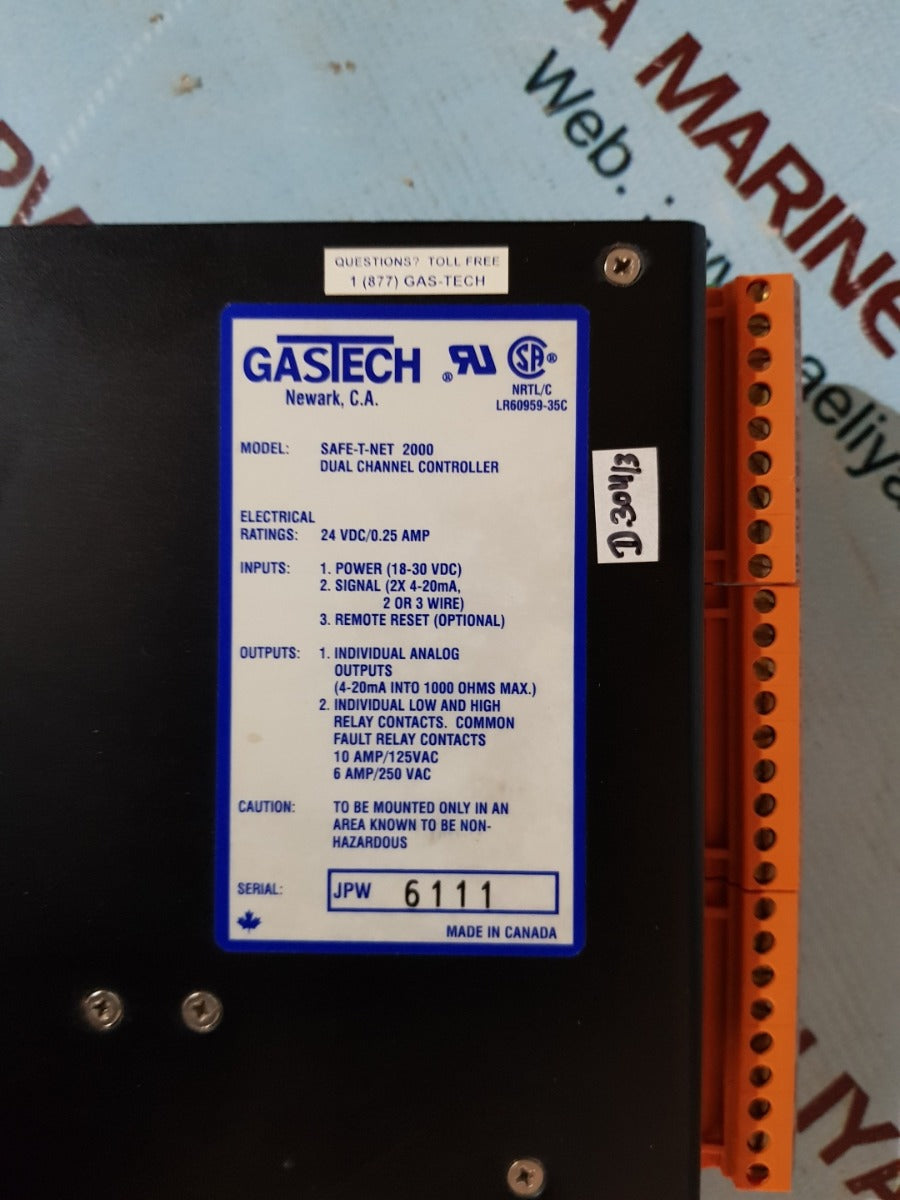 A MARINE
Web.
aeliya
QUESTIONS? TOLL FREE
1 (877) GAS-TECH
GASTECH
Newark, C.A.
NRTL/C
LR60959-35C
MODEL: SAFE-T-NET 2000
DUAL CHANNEL CONTROLLER
ELECTRICAL
RATINGS: 24 VDC/0.25 AMP
INPUTS: 1. POWER (18-30 VDC)
2. SIGNAL (2X 4-20mA,
2 OR 3 WIRE)
3. REMOTE RESET (OPTIONAL)
OUTPUTS: 1. INDIVIDUAL ANALOG
OUTPUTS
(4-20mA INTO 1000 OHMS MAX.)
2. INDIVIDUAL LOW AND HIGH
RELAY CONTACTS. COMMON
FAULT RELAY CONTACTS
10 AMP/125VAC
6 AMP/250 VAC
CAUTION: TO BE MOUNTED ONLY IN AN
AREA KNOWN TO BE NON-
HAZARDOUS
SERIAL: JPW 6111
MADE IN CANADA
LIYA